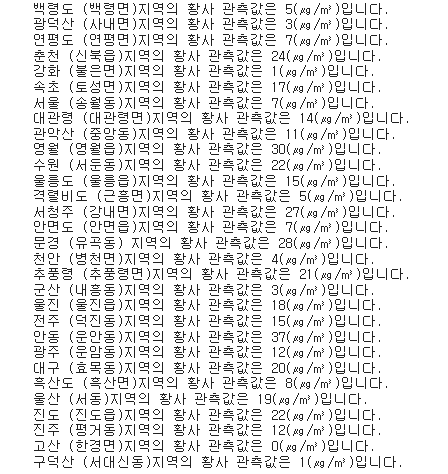 백령도 (백령면)지역의 황사 관측값은 5(㎍/㎥)입니다.
광덕산 (사내면)지역의 황사 관측값은 3(㎍/㎥)입니다.
연평도 (연평면)지역의 황사 관측값은 7(㎍/㎥)입니다.
춘천 (신북읍)지역의 황사 관측값은 24(㎍/㎥)입니다.
강화 (불은면)지역의 황사 관측값은 1(㎍/㎥)입니다.
속초 (토성면)지역의 황사 관측값은 17(㎍/㎥)입니다.
서울 (송월동)지역의 황사 관측값은 7(㎍/㎥)입니다.
대관령 (대관령면)지역의 황사 관측값은 14(㎍/㎥)입니다.
관악산 (중앙동)지역의 황사 관측값은 11(㎍/㎥)입니다.
영월 (영월읍)지역의 황사 관측값은 30(㎍/㎥)입니다.
수원 (서둔동)지역의 황사 관측값은 22(㎍/㎥)입니다.
울릉도 (울릉읍)지역의 황사 관측값은 15(㎍/㎥)입니다.
격렬비도 (근흥면)지역의 황사 관측값은 5(㎍/㎥)입니다.
서청주 (강내면)지역의 황사 관측값은 27(㎍/㎥)입니다.
안면도 (안면읍)지역의 황사 관측값은 7(㎍/㎥)입니다.
문경 (유곡동) 지역의 황사 관측값은 28(㎍/㎥)입니다.
천안 (병천면)지역의 황사 관측값은 4(㎍/㎥)입니다.
추풍령 (추풍령면)지역의 황사 관측값은 21(㎍/㎥)입니다.
군산 (내흥동)지역의 황사 관측값은 3(㎍/㎥)입니다.
울진 (울진읍)지역의 황사 관측값은 18(㎍/㎥)입니다.
전주 (덕진동)지역의 황사 관측값은 15(㎍/㎥)입니다.
안동 (운안동)지역의 황사 관측값은 37(㎍/㎥)입니다.
광주 (운암동)지역의 황사 관측값은 12(㎍/㎥)입니다.
대구 (효목동)지역의 황사 관측값은 20(㎍/㎥)입니다.
흑산도 (흑산면)지역의 황사 관측값은 8(㎍/㎥)입니다.
울산 (서동)지역의 황사 관측값은 19(㎍/㎥)입니다.
진도 (진도읍)지역의 황사 관측값은 22(㎍/㎥)입니다.
진주 (평거동)지역의 황사 관측값은 12(㎍/㎥)입니다.
고산 (한경면)지역의 황사 관측값은 0(㎍/㎥)입니다.
구덕산 (서대신동)지역의 황사 관측값은 1(㎍/㎥)입니다.